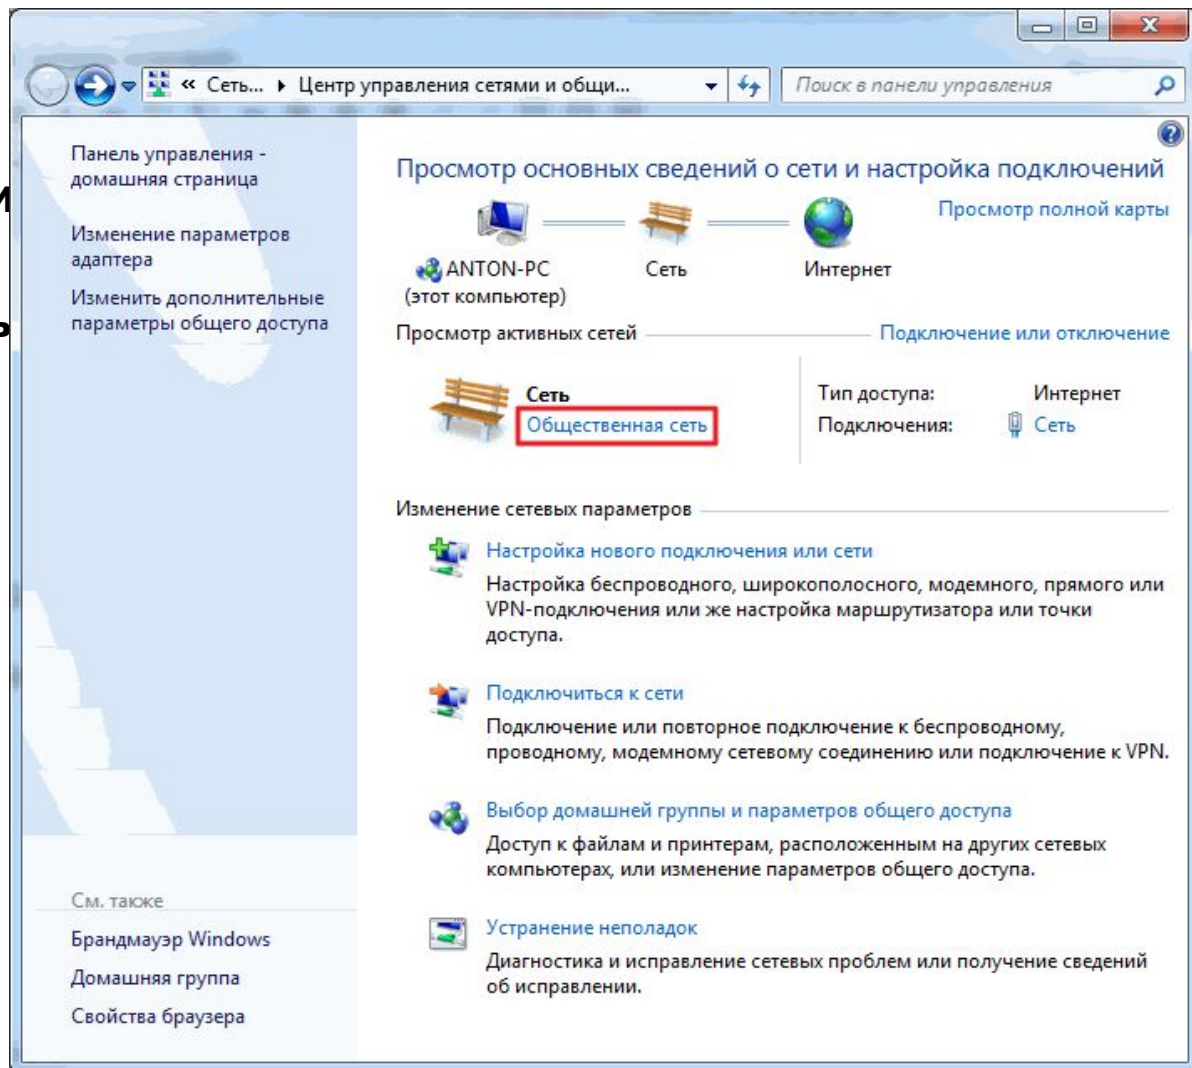 « Сеть... Центр управления сетями и общи...
Поиск в панели управления
Панель управления -
домашняя страница
Изменение параметров
адаптера
Изменить дополнительные
параметры общего доступа
Просмотр основных сведений о сети и настройка подключений
Просмотр полной карты
ANTON-PC
(этот компьютер)
Сеть
Интернет
Просмотр активных сетей
Подключение или отключение
Сеть
Общественная сеть
Тип доступа: Интернет
Подключения: Сеть
Изменение сетевых параметров
Настройка нового подключения или сети
Настройка беспроводного, широкополосного, модемного, прямого или
VPN-подключения или же настройка маршрутизатора или точки
доступа.
Подключиться к сети
Подключение или повторное подключение к беспроводному,
проводному, модемному сетевому соединению или подключение к VPN.
Выбор домашней группы и параметров общего доступа
Доступ к файлам и принтерам, расположенным на других сетевых
компьютерах, или изменение параметров общего доступа.
Устранение неполадок
Диагностика и исправление сетевых проблем или получение сведений
об исправлении.
См. также
Брандмауэр Windows
Домашняя группа
Свойства браузера